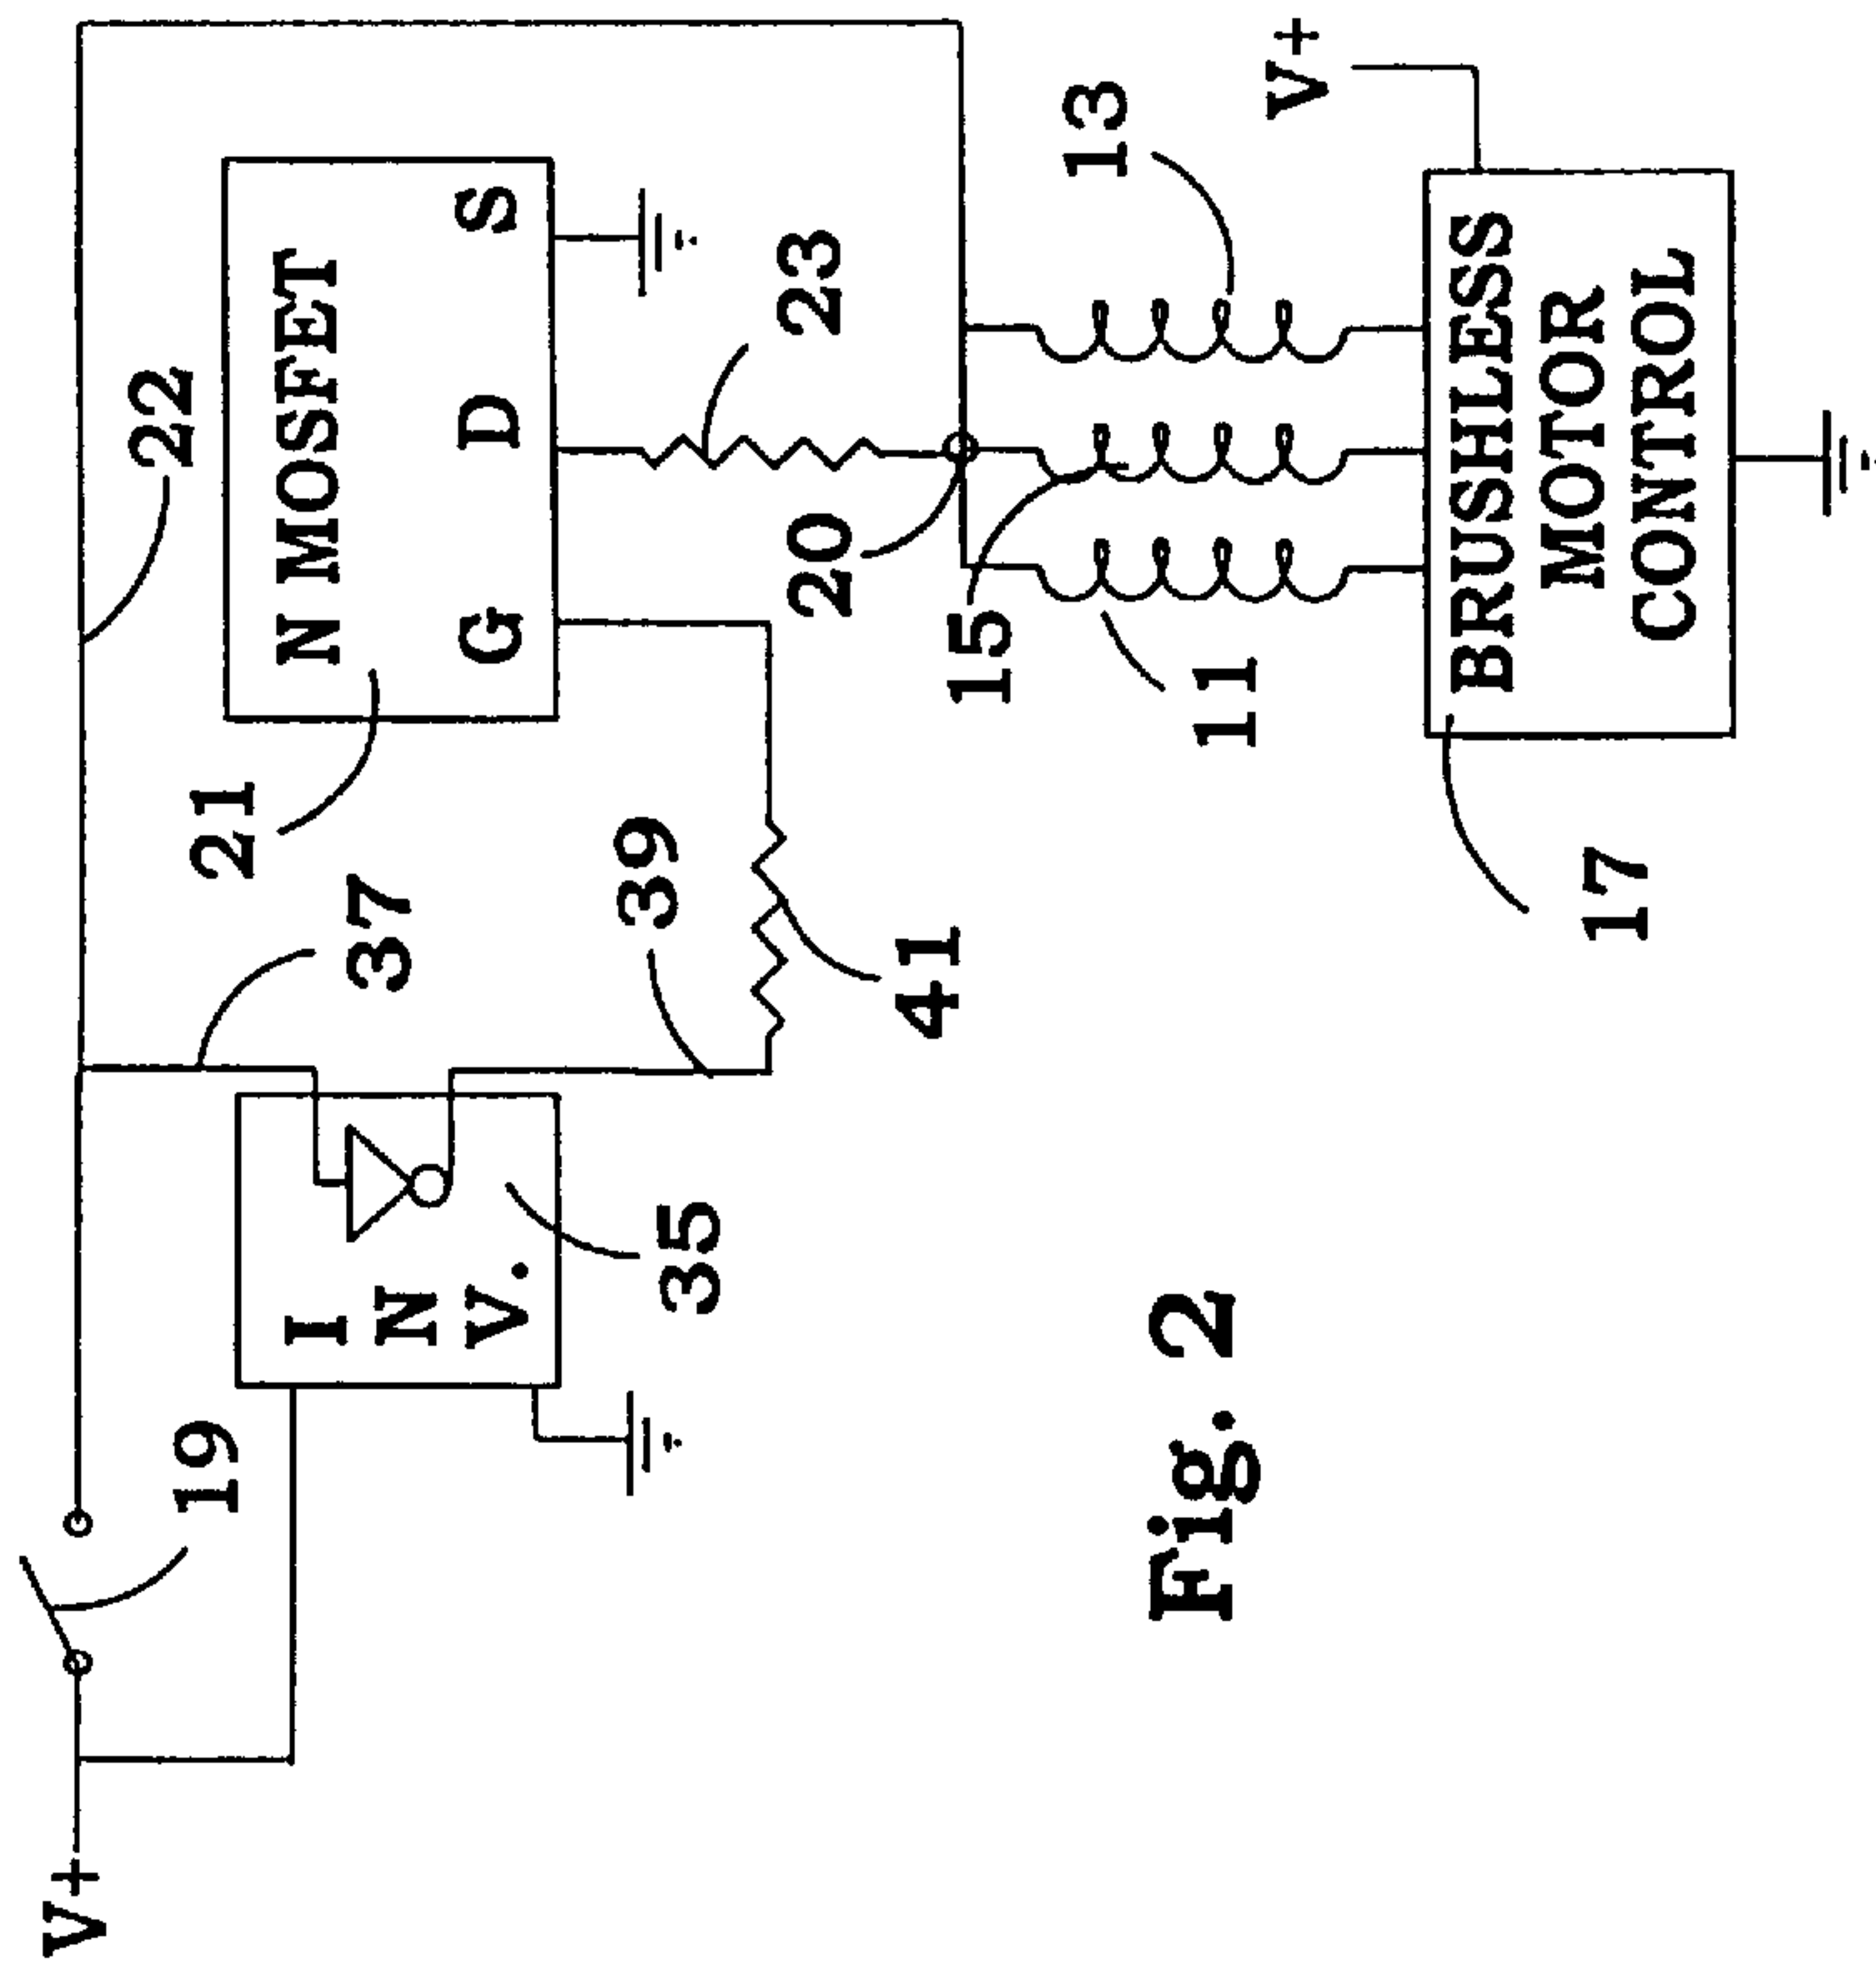 V+
22
19
21
I
N
V.
N MOSFET
G D S
37
39
35
23
20
41
15
13
11
Fig. 2
V+
BRUSHLESS
MOTOR
CONTROL
17